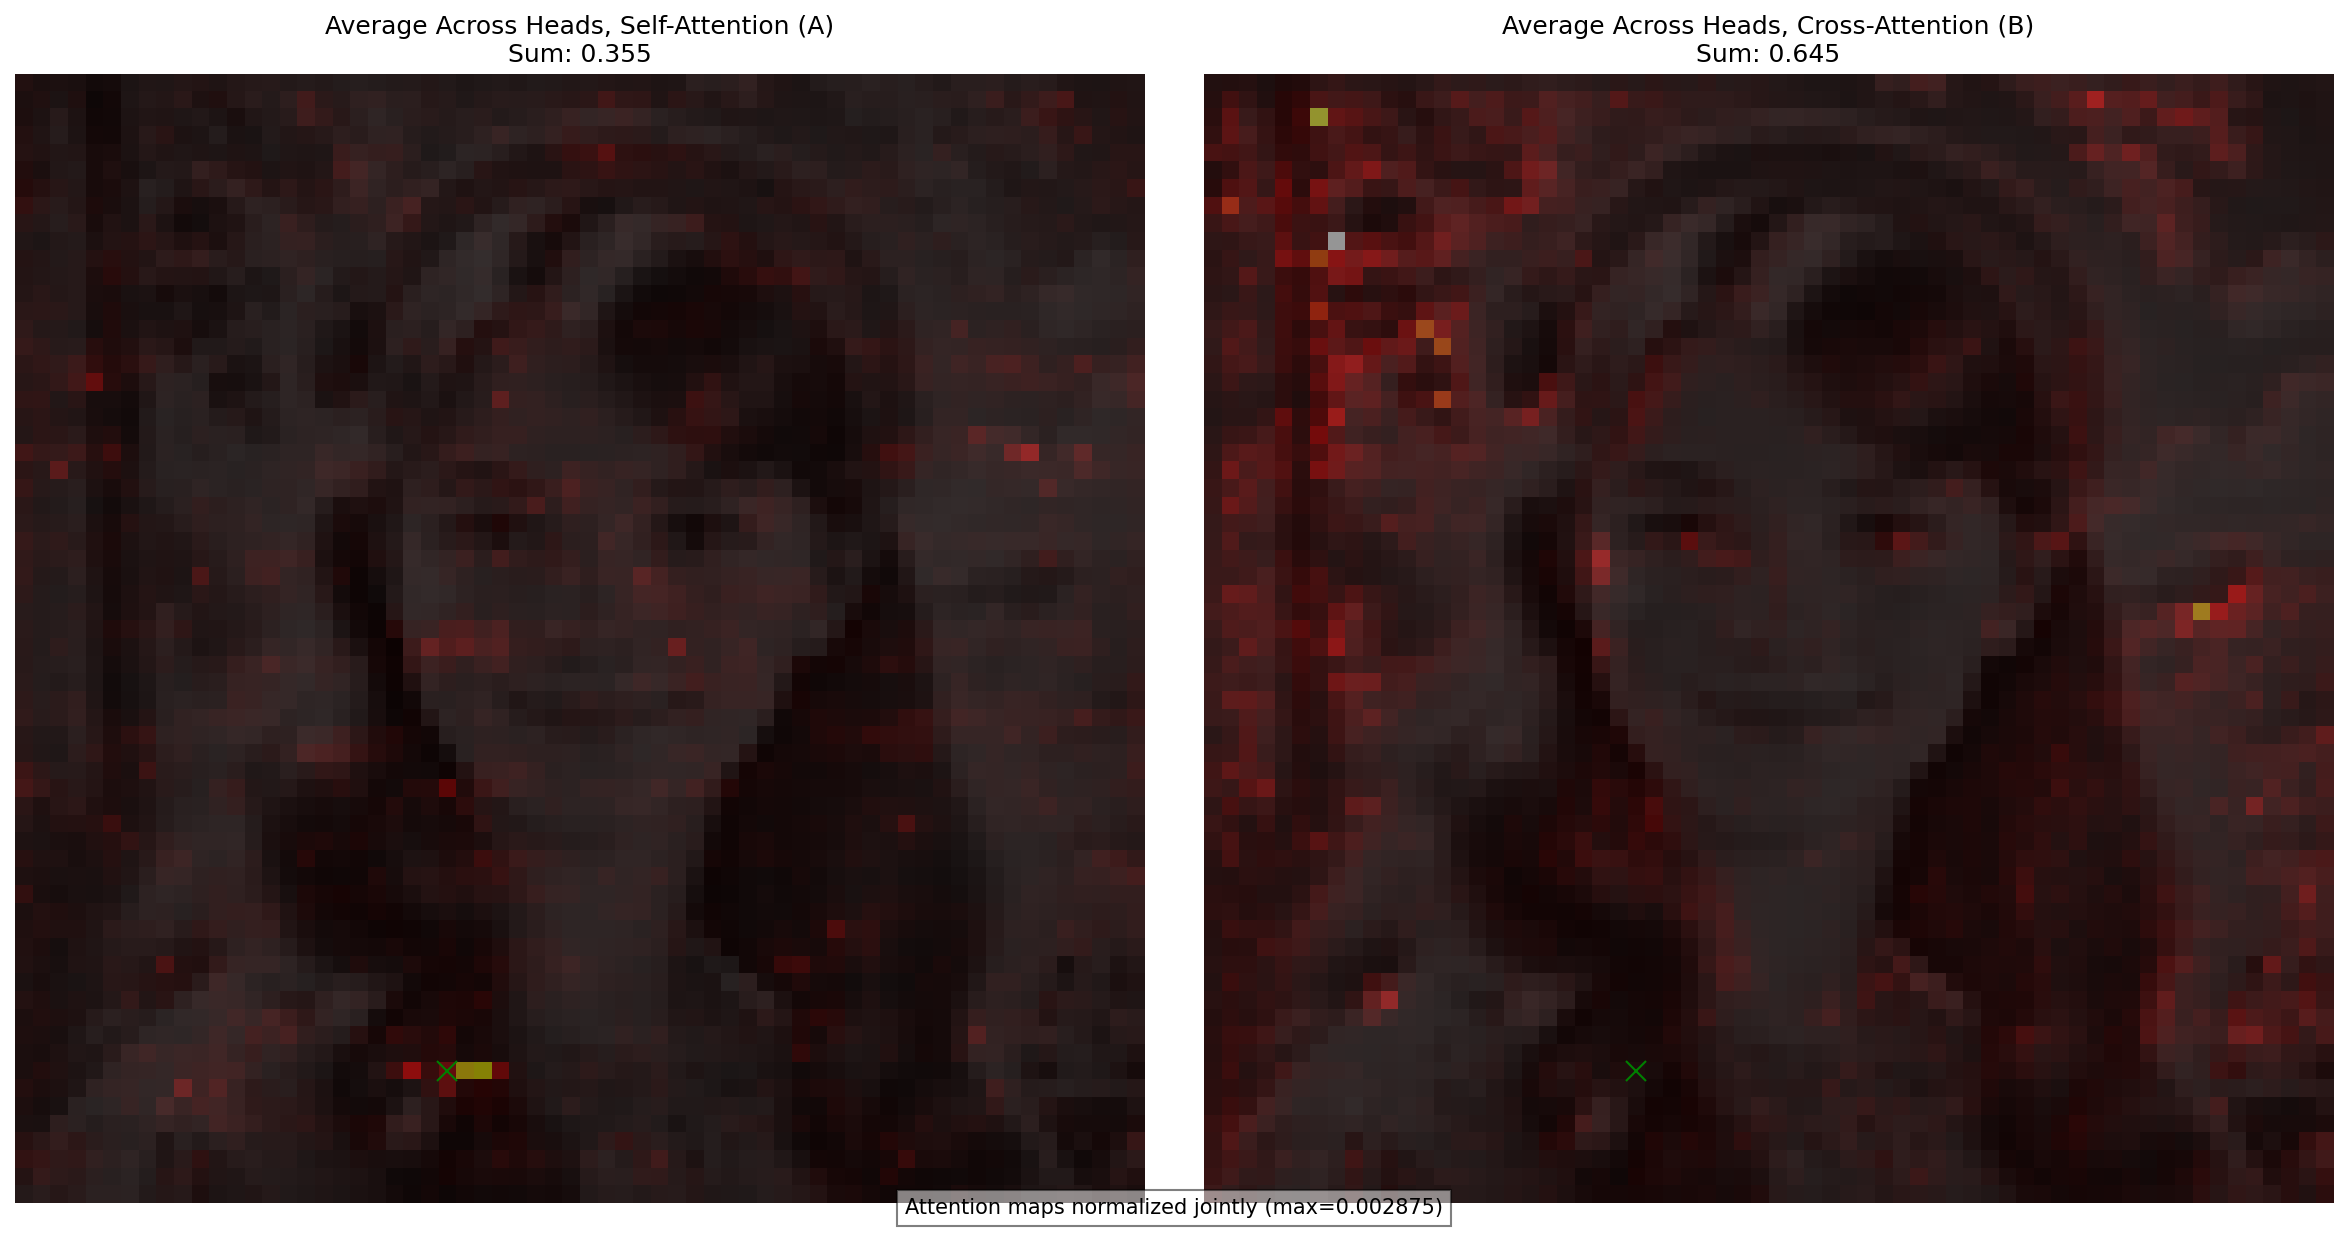 Average Across Heads, Self-Attention (A)
Sum: 0.355
Average Across Heads, Cross-Attention (B)
Sum: 0.645
Attention maps normalized jointly (max=0.002875)